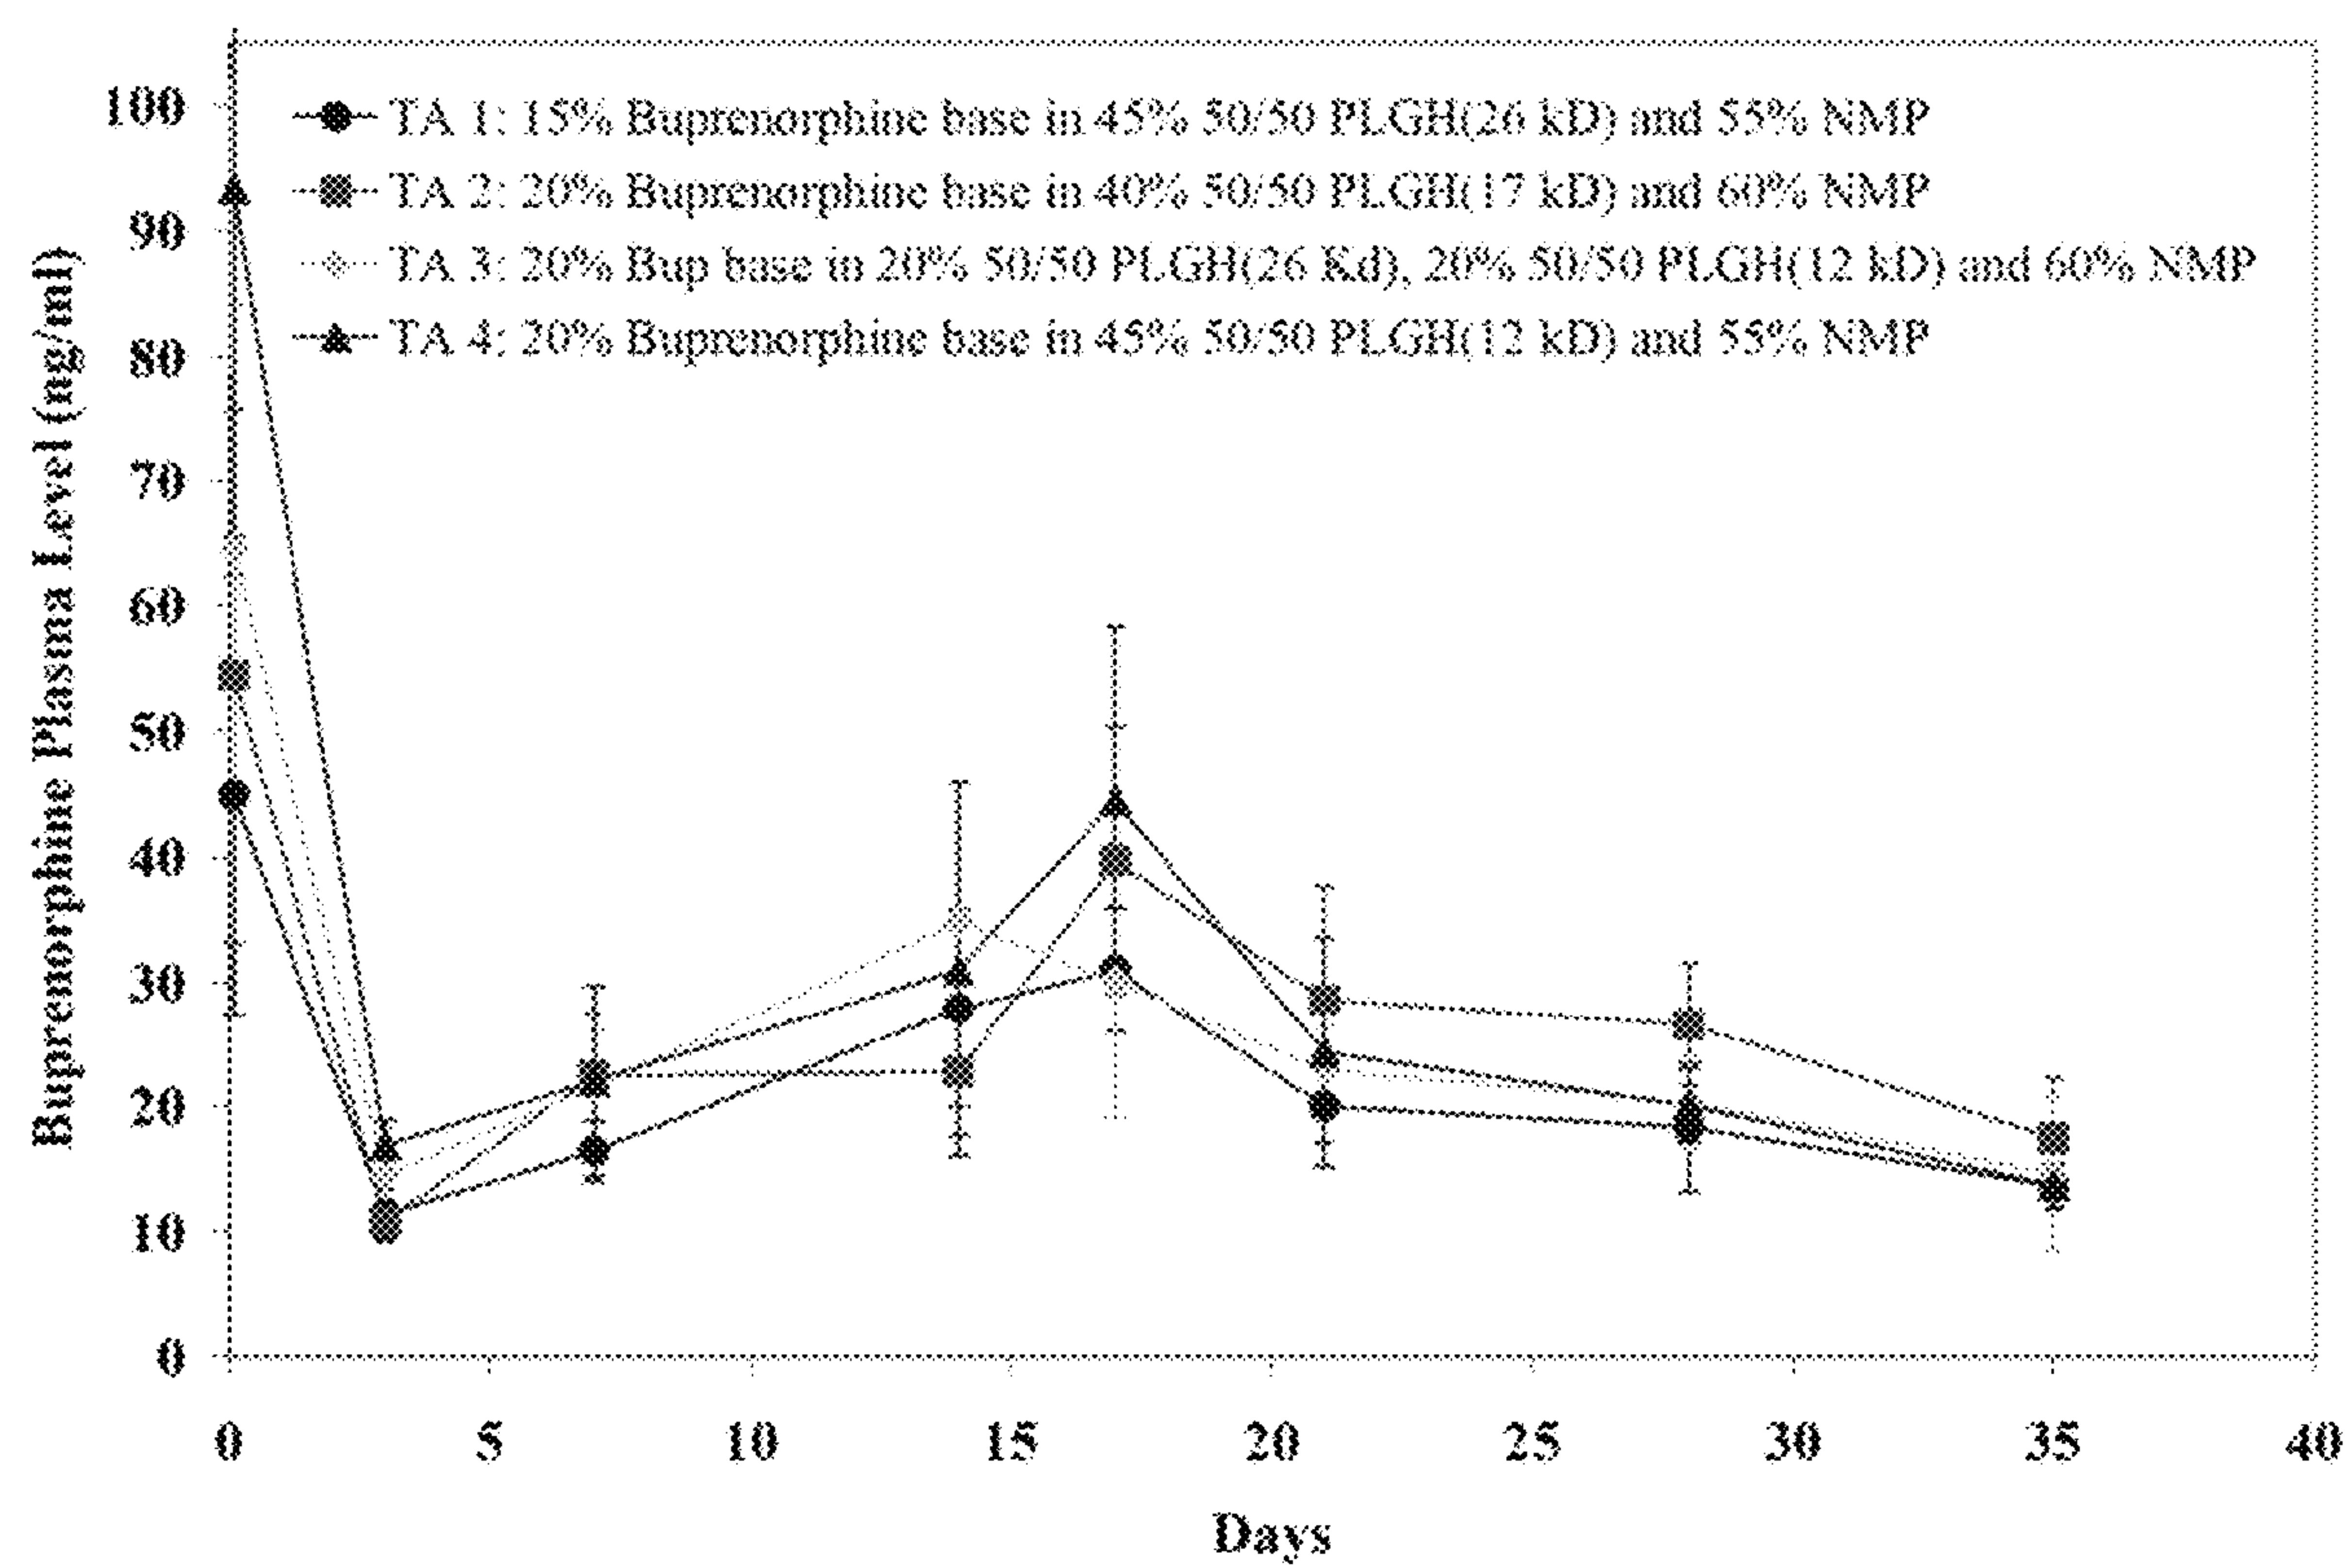 100
90
80
70
60
50
40
30
20
10
0
Buprenorphine Plasma Level (ng/ml)
TA 1: 15% Buprenorphine base in 45% 50/50 PLGH(26 kD) and 55% NMP
TA 2: 20% Buprenorphine base in 40% 50/50 PLGH(17 kD) and 60% NMP
TA 3: 20% Bup base in 20% 50/50 PLGH(26 Kd), 20% 50/50 PLGH(12 kD) and 60% NMP
TA 4: 20% Buprenorphine base in 45% 50/50 PLGH(12 kD) and 55% NMP
0 5 10 15 20 25 30 35 40
Days